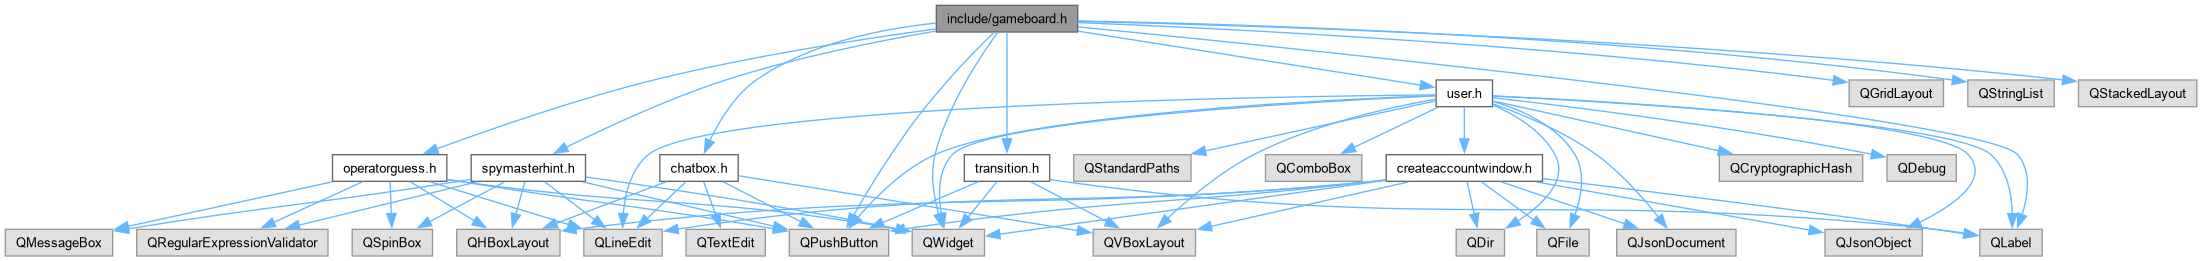 include/gameboard.h
user.h
QGridLayout
QStringList
QStackedLayout
operatorguess.h
spymasterhint.h
chatbox.h
transition.h
QStandardPaths
QComboBox
createaccountwindow.h
QCryptographicHash
QDebug
QMessageBox
QRegularExpressionValidator
QSpinBox
QHBoxLayout
QLineEdit
QTextEdit
QPushButton
QWidget
QVBoxLayout
QDir
QFile
QJsonDocument
QJsonObject
QLabel